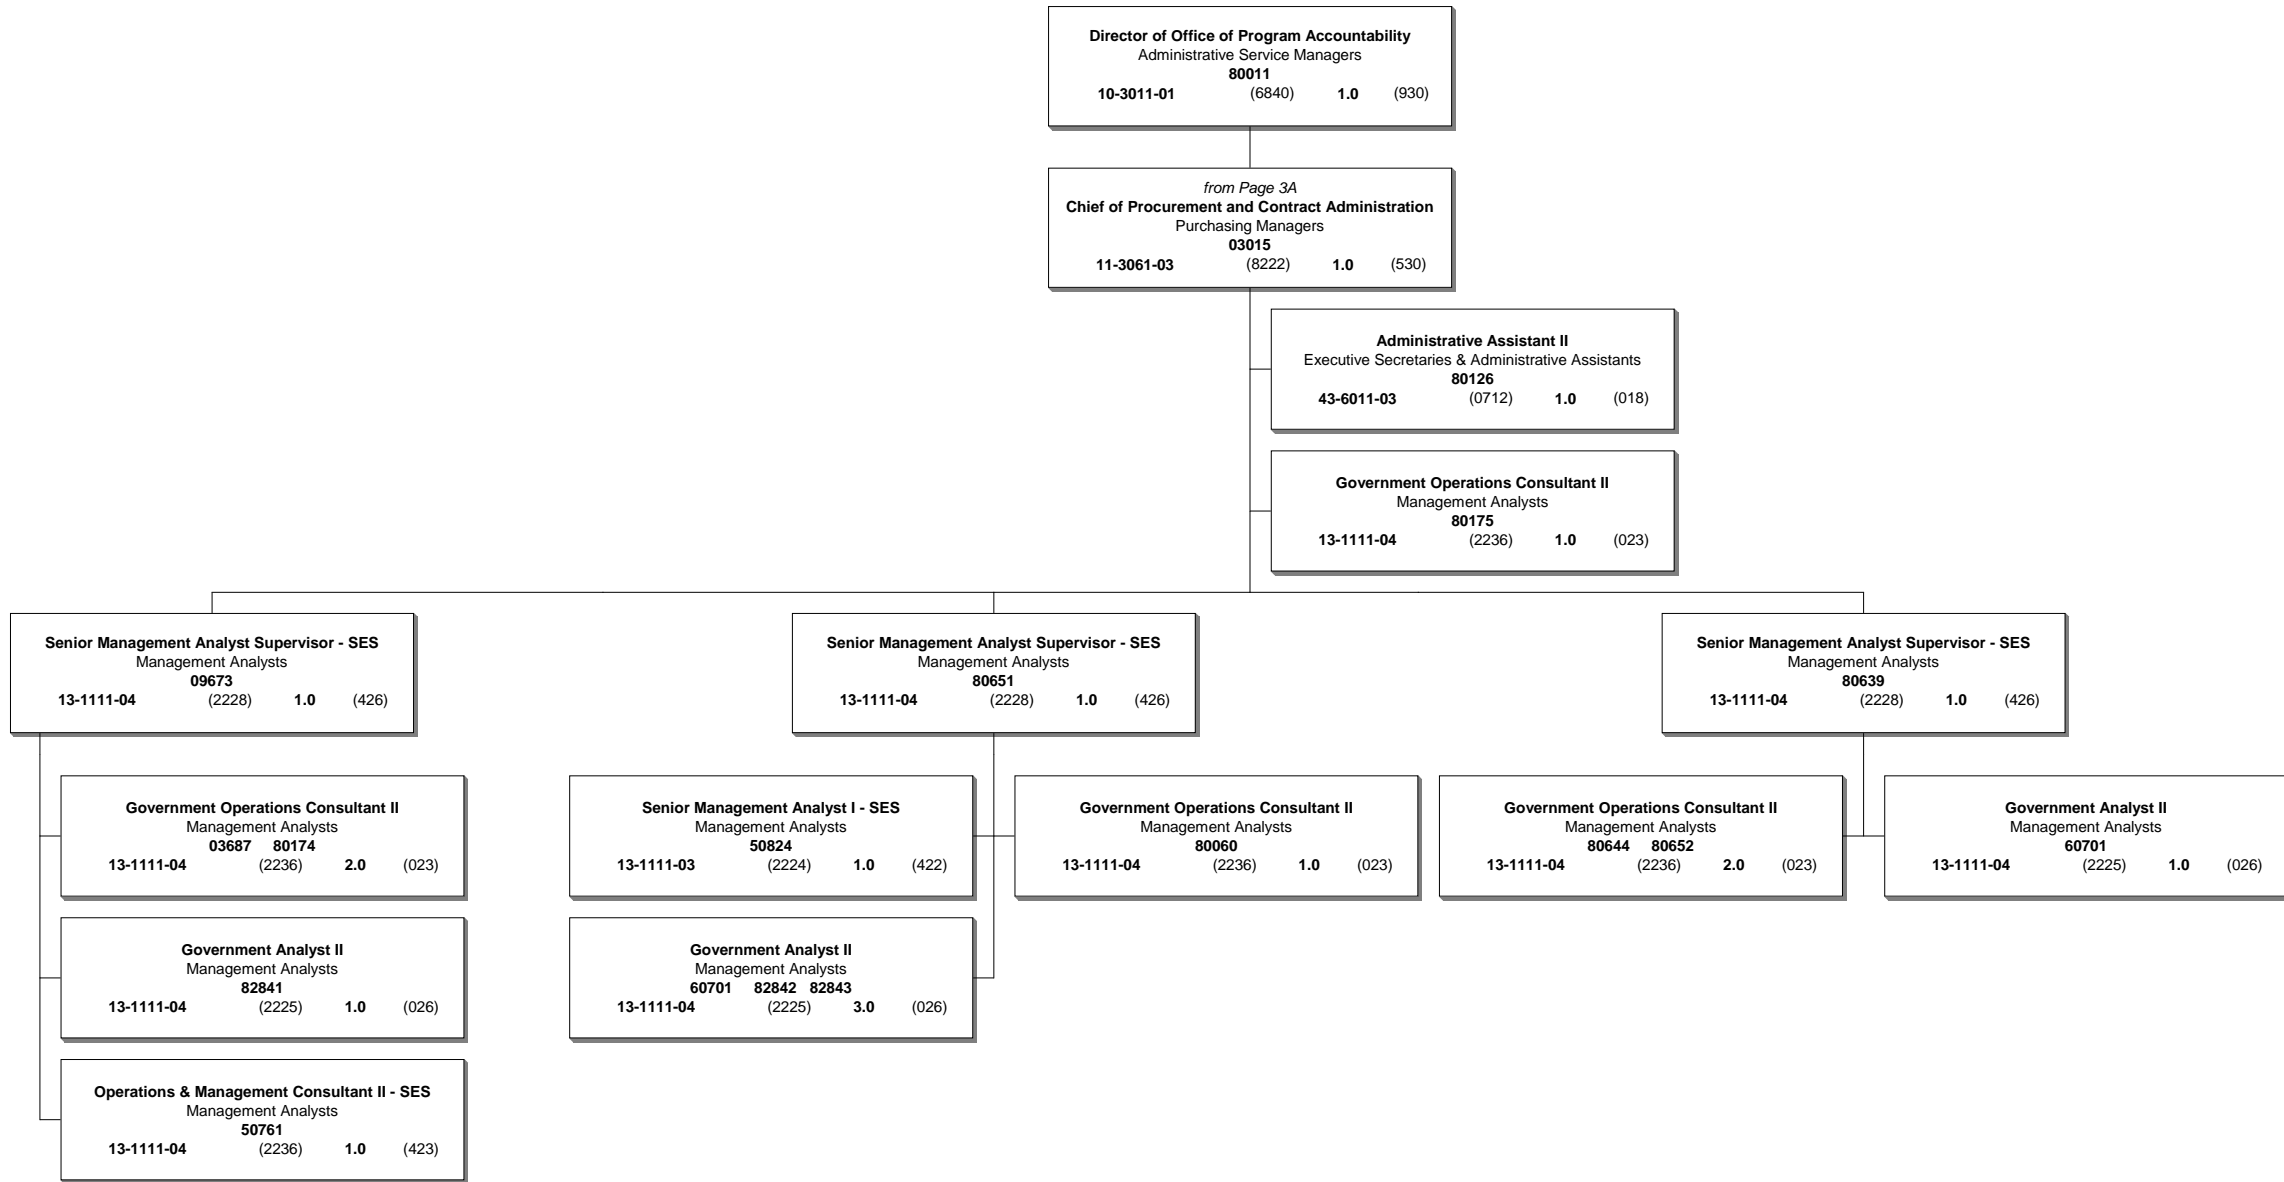 Director of Office of Program Accountability
Administrative Service Managers
80011
10-3011-01 (6840) 1.0 (930)
from Page 3A
Chief of Procurement and Contract Administration
Purchasing Managers
03015
11-3061-03 (8222) 1.0 (530)
Administrative Assistant II
Executive Secretaries & Administrative Assistants
80126
43-6011-03 (0712) 1.0 (018)
Government Operations Consultant II
Management Analysts
80175
13-1111-04 (2236) 1.0 (023)
Senior Management Analyst Supervisor - SES
Management Analysts
09673
13-1111-04 (2228) 1.0 (426)
Government Operations Consultant II
Management Analysts
03687 80174
13-1111-04 (2236) 2.0 (023)
Government Analyst II
Management Analysts
82841
13-1111-04 (2225) 1.0 (026)
Operations & Management Consultant II - SES
Management Analysts
50761
13-1111-04 (2236) 1.0 (423)
Senior Management Analyst Supervisor - SES
Management Analysts
80651
13-1111-04 (2228) 1.0 (426)
Senior Management Analyst I - SES
Management Analysts
50824
13-1111-03 (2224) 1.0 (422)
Government Operations Consultant II
Management Analysts
80060
13-1111-04 (2236) 1.0 (023)
Government Analyst II
Management Analysts
60701 82842 82843
13-1111-04 (2225) 3.0 (026)
Senior Management Analyst Supervisor - SES
Management Analysts
80639
13-1111-04 (2228) 1.0 (426)
Government Operations Consultant II
Management Analysts
80644 80652
13-1111-04 (2236) 2.0 (023)
Government Analyst II
Management Analysts
60701
13-1111-04 (2225) 1.0 (026)